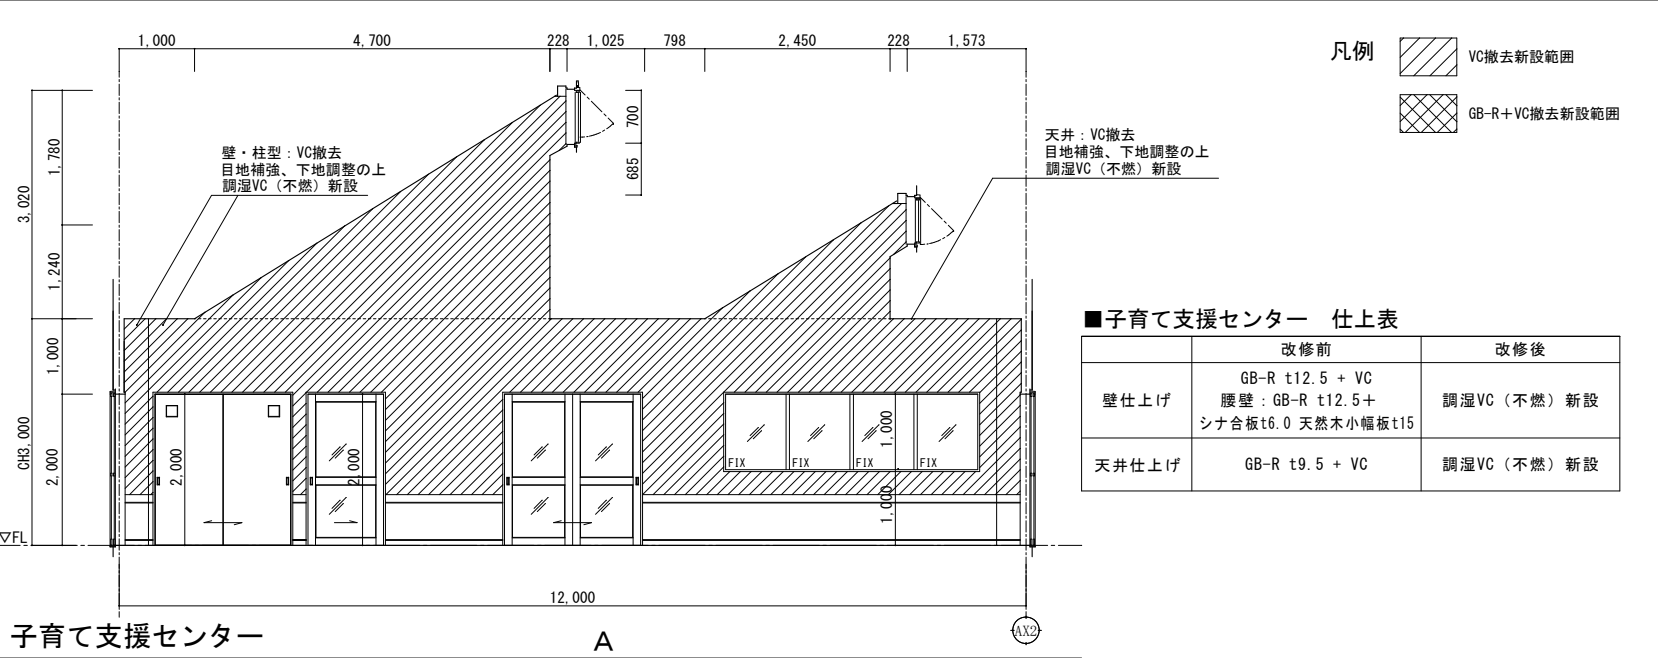 1,000
4,700
228
1,025
798
2,450
228
1,573
凡例
VC撤去新設範囲
GB-R＋VC撤去新設範囲
700
685
3,020
1,780
1,240
1,000
CH3,000
2,000
▽FL
壁・柱型：VC撤去
目地補強、下地調整の上
調湿VC（不燃）新設
天井：VC撤去
目地補強、下地調整の上
調湿VC（不燃）新設
2,000
2,000
FIX
FIX
FIX
FIX
1,000
1,000
12,000
AX2
■子育て支援センター　仕上表
改修前
改修後
壁仕上げ
GB-R t12.5 + VC
腰壁：GB-R t12.5＋
シナ合板t6.0 天然木小幅板t15
調湿VC（不燃）新設
天井仕上げ
GB-R t9.5 + VC
調湿VC（不燃）新設
子育て支援センター
A